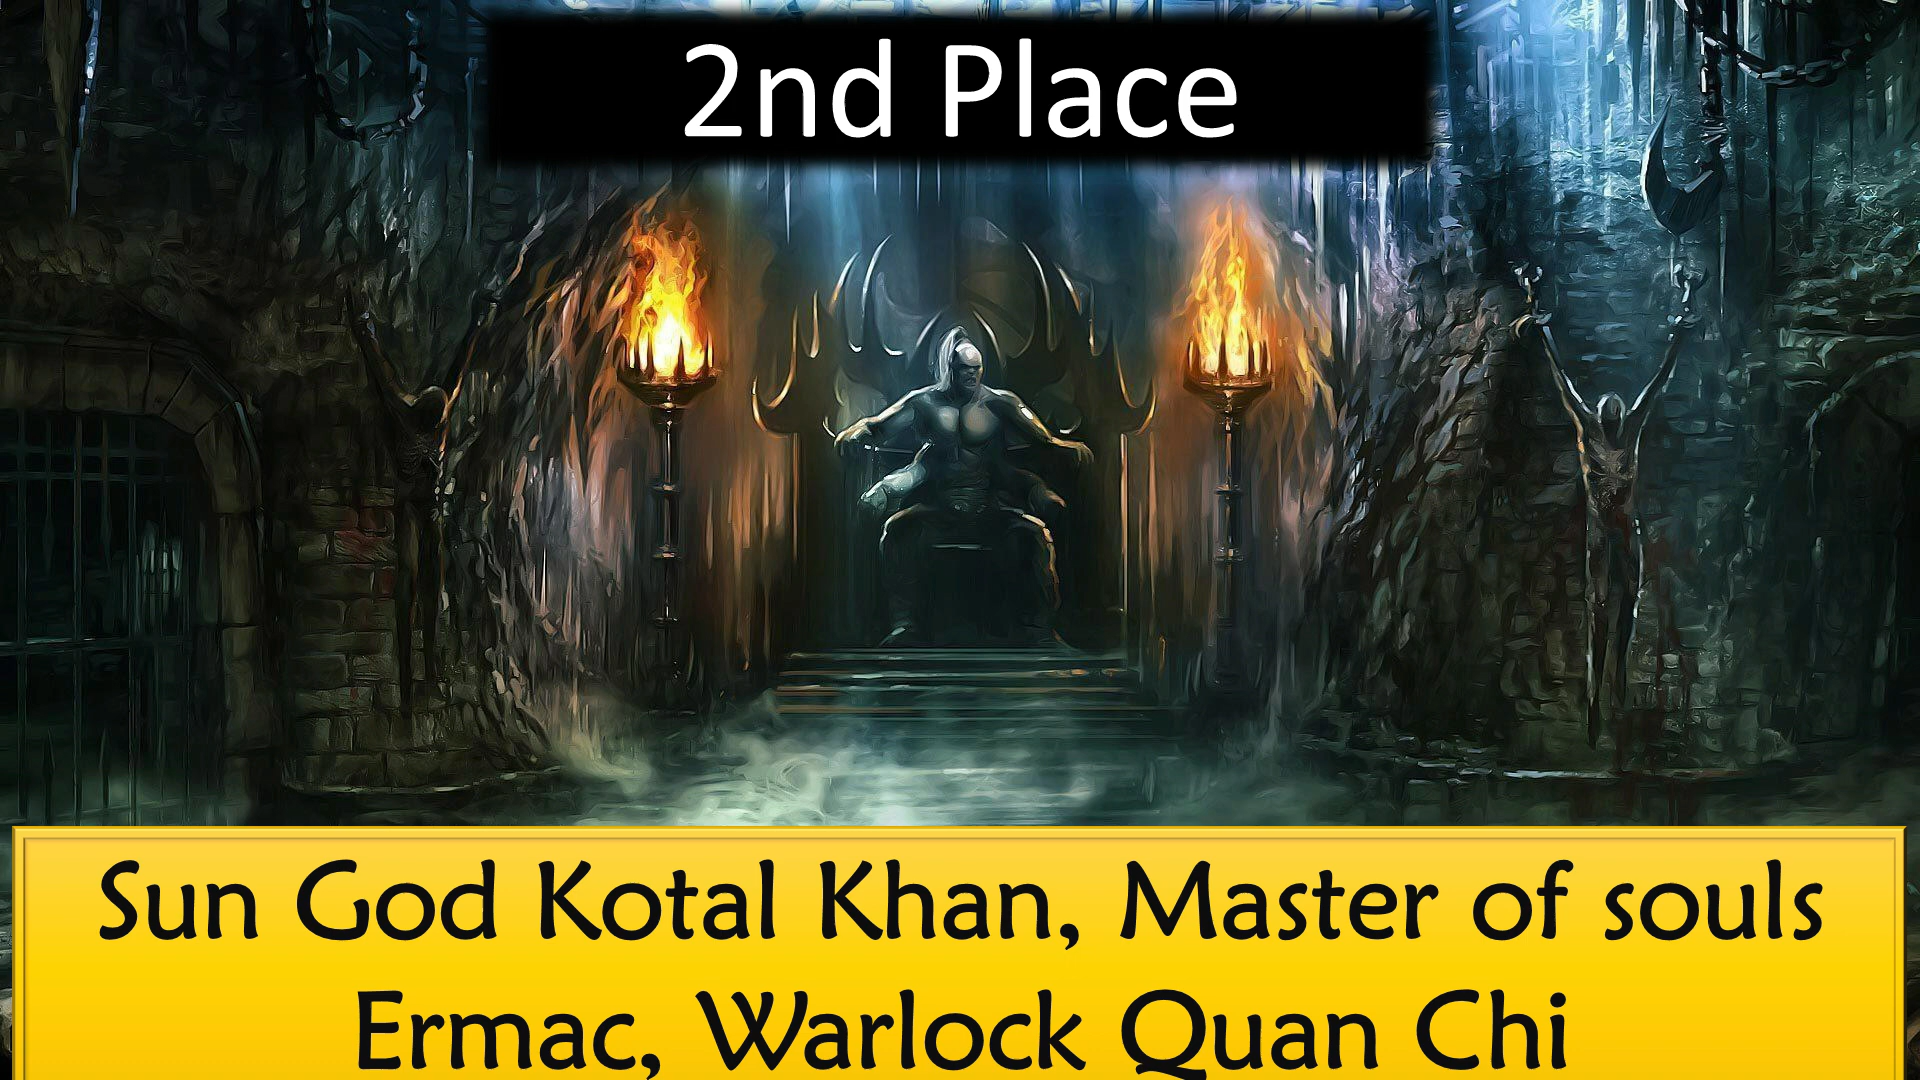 2nd Place
Sun God Kotal Khan, Master of souls
Ermac, Warlock Quan Chi